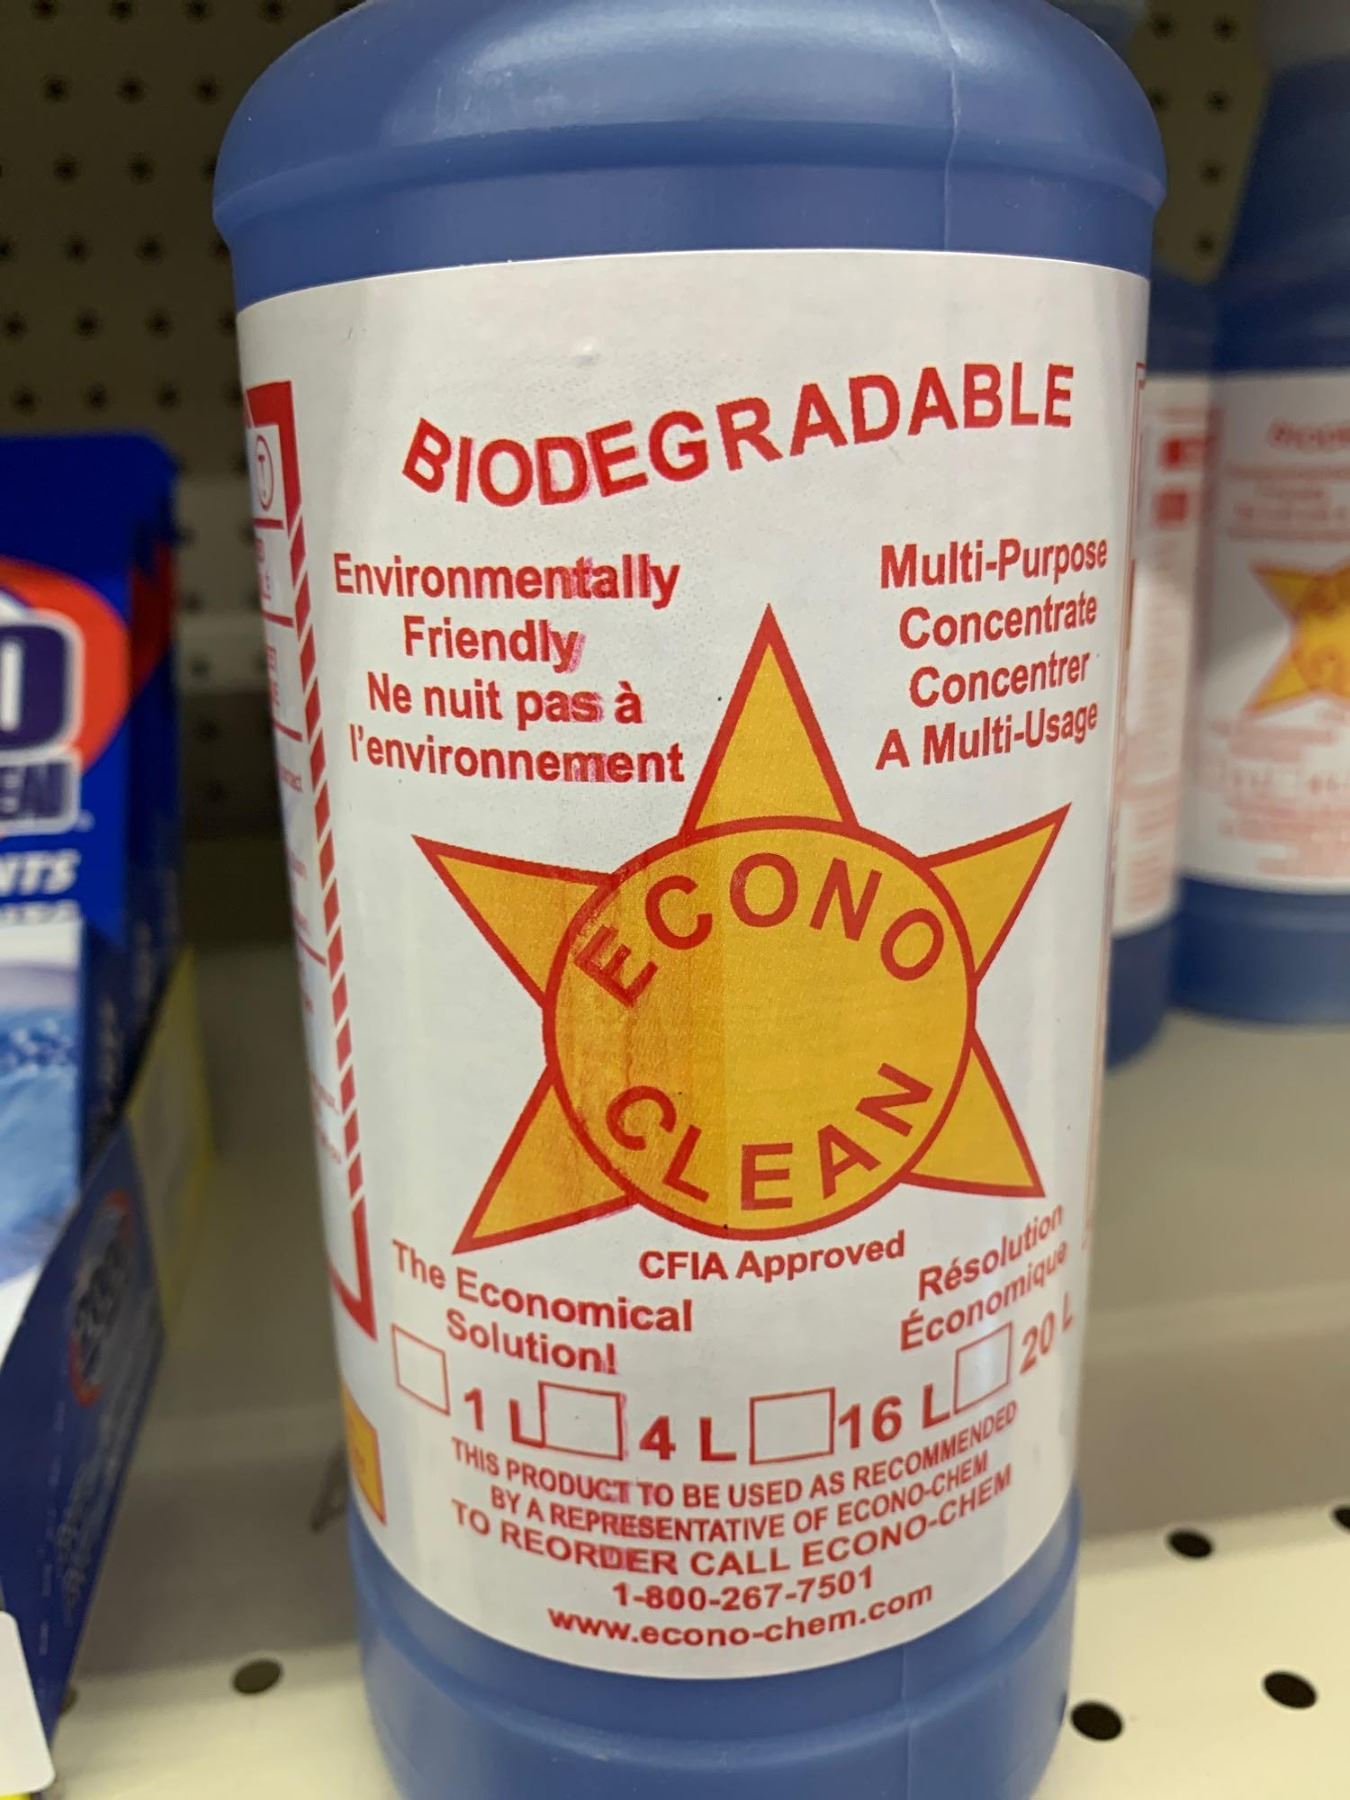 BIODEGRADABLE
Environmentally
Friendly
Ne nuit pas à
l'environnement
Multi-Purpose
Concentrate
Concentrer
A Multi-Usage
ECONO
CLEAN
CFIA Approved
The Economical
Solution!
Résolution
Économique
1 L 4 L 16 L 20 L
THIS PRODUCT TO BE USED AS RECOMMENDED
BY A REPRESENTATIVE OF ECONO-CHEM
TO REORDER CALL ECONO-CHEM
1-800-267-7501
www.econo-chem.com